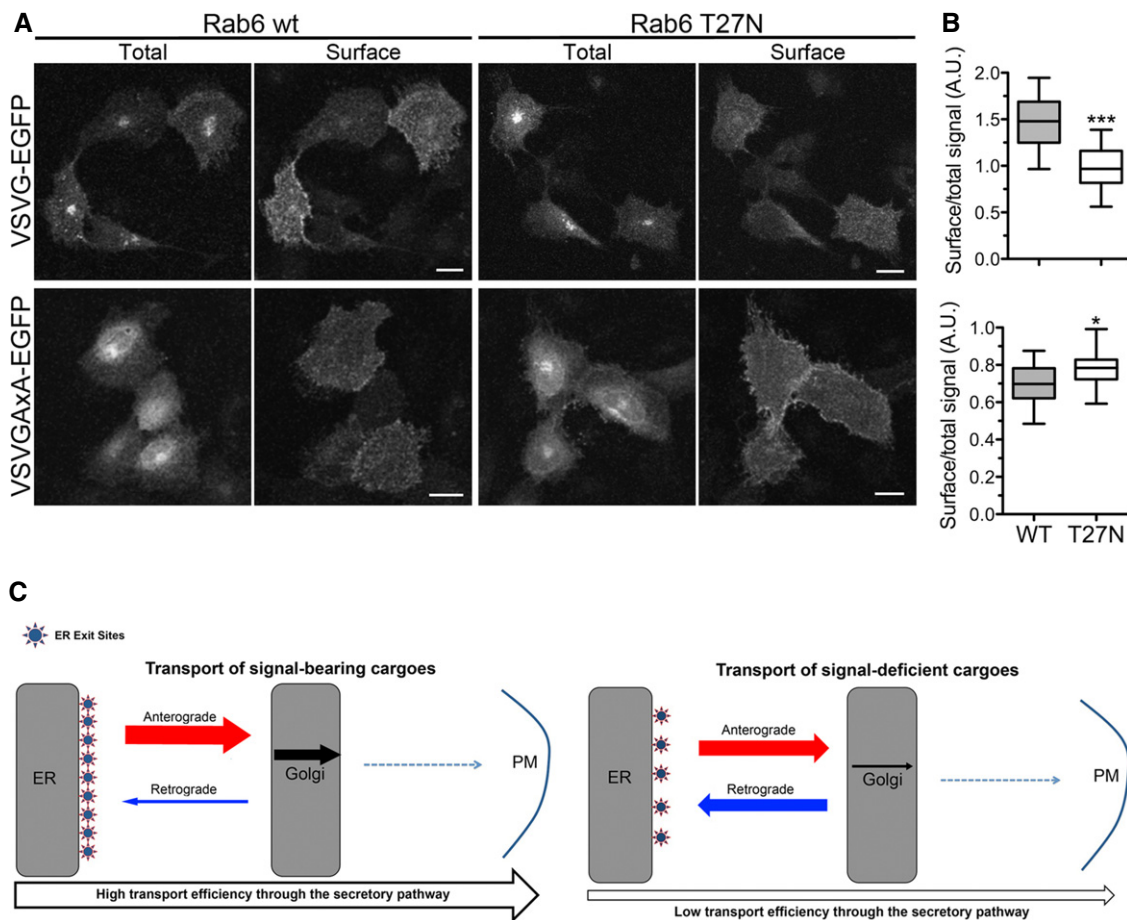 A
Rab6 wt
Rab6 T27N
Total
Surface
Total
Surface
VSVG-EGFP
VSVGAxA-EGFP
B
Surface/total signal (A.U.)
2.0
1.5
1.0
0.5
0.0
***
Surface/total signal (A.U.)
1.0
0.8
0.6
0.4
0.2
0.0
*
WT
T27N
C
ER Exit Sites
Transport of signal-bearing cargoes
ER
Anterograde
Retrograde
Golgi
PM
High transport efficiency through the secretory pathway
Transport of signal-deficient cargoes
ER
Anterograde
Retrograde
Golgi
PM
Low transport efficiency through the secretory pathway